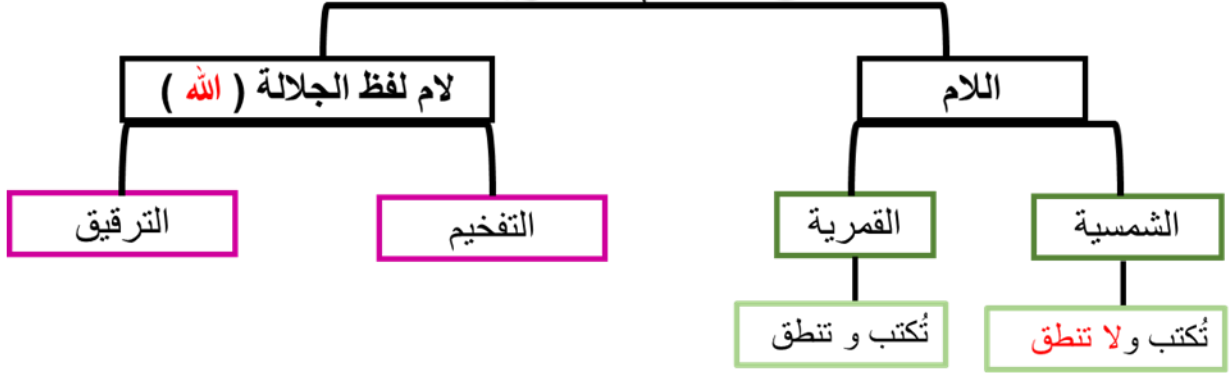 اللام
لام لفظ الجلالة ( الله )
الشمسية
القمرية
التفخيم
الترقيق
تُكتب ولا تنطق
تُكتب و تنطق